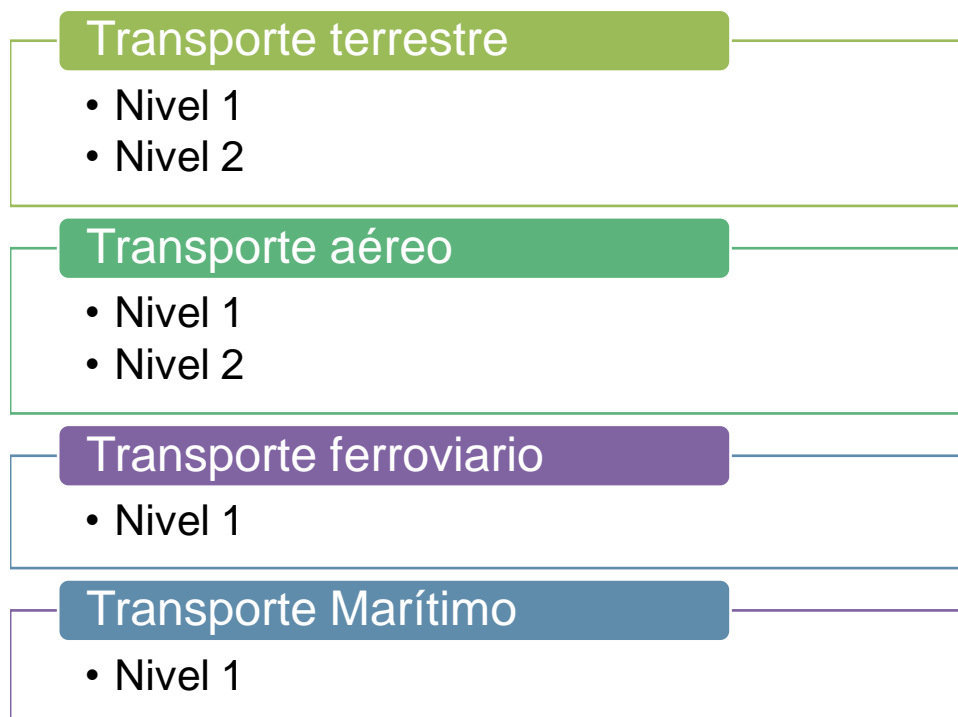 Transporte terrestre
• Nivel 1
• Nivel 2
Transporte aéreo
• Nivel 1
• Nivel 2
Transporte ferroviario
• Nivel 1
Transporte Marítimo
• Nivel 1